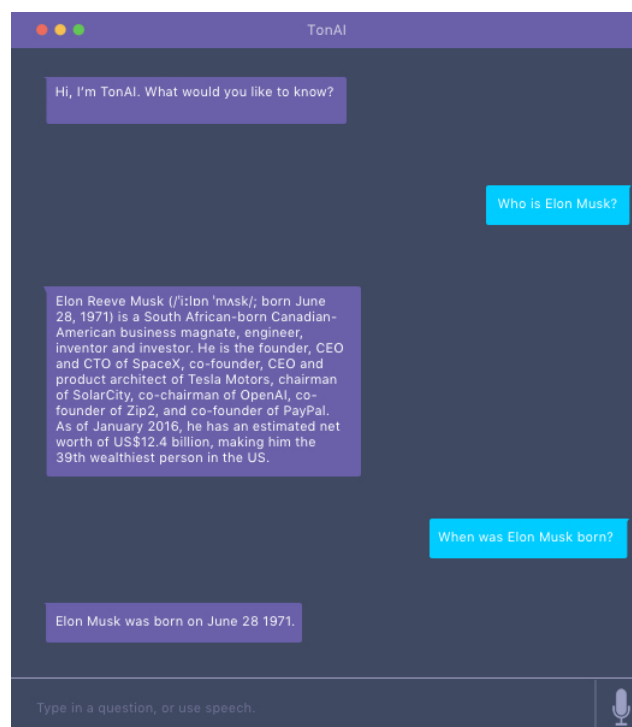 TonAI
Hi, I'm TonAI. What would you like to know?
Who is Elon Musk?
Elon Reeve Musk (/ˈiːlɒn ˈmʌsk/; born June
28, 1971) is a South African-born Canadian-
American business magnate, engineer,
inventor and investor. He is the founder, CEO
and CTO of SpaceX, co-founder, CEO and
product architect of Tesla Motors, chairman
of SolarCity, co-chairman of OpenAI, co-
founder of Zip2, and co-founder of PayPal.
As of January 2016, he has an estimated net
worth of US$12.4 billion, making him the
39th wealthiest person in the US.
When was Elon Musk born?
Elon Musk was born on June 28 1971.
Type in a question, or use speech.